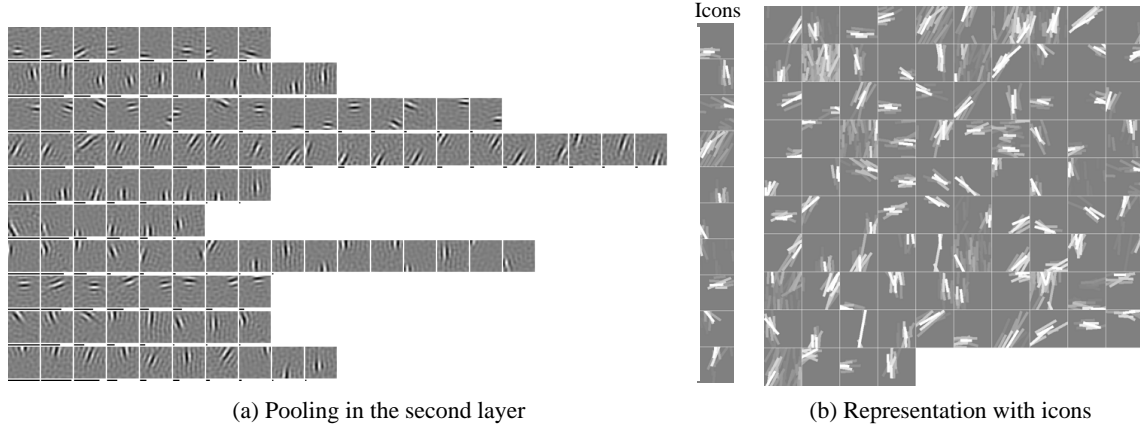 Icons
(a) Pooling in the second layer
(b) Representation with icons